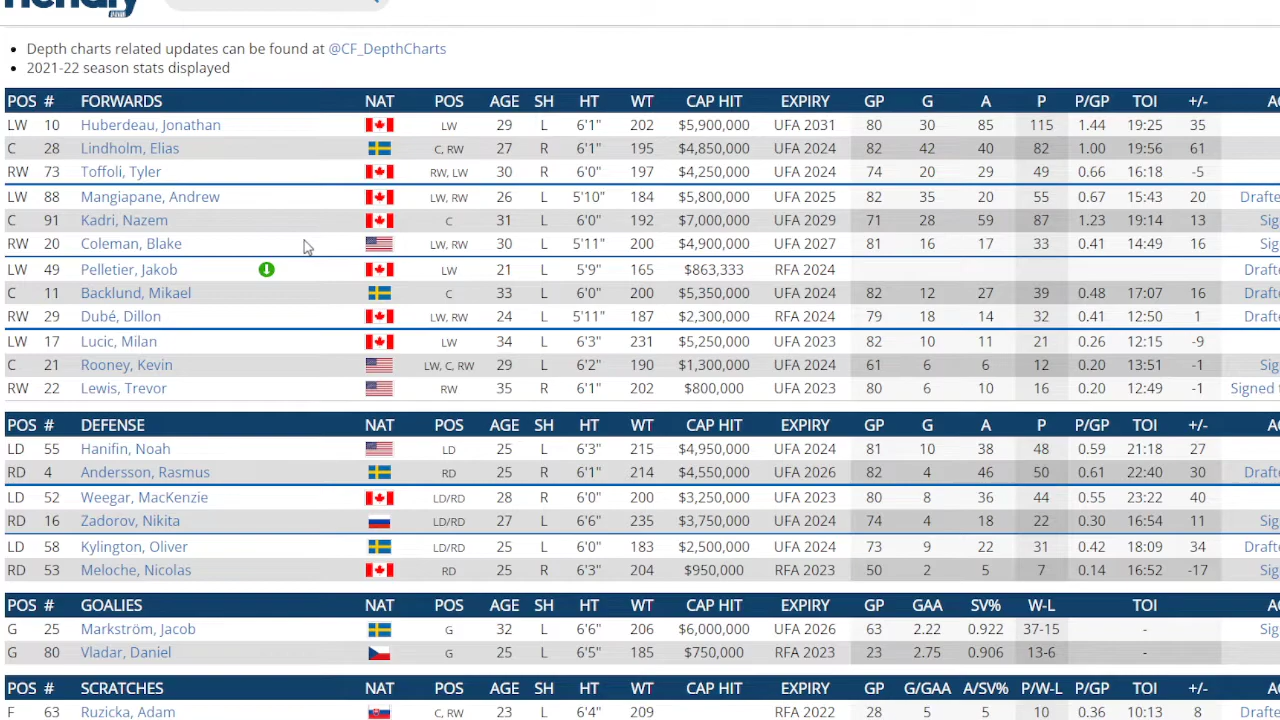 Depth charts related updates can be found at @CF_DepthCharts
2021-22 season stats displayed
POS # FORWARDS NAT POS AGE SH HT WT CAP HIT EXPIRY GP G A P P/GP TOI +/-
LW 10 Huberdeau, Jonathan LW 29 L 6'1" 202 $5,900,000 UFA 2031 80 30 85 115 1.44 19:25 35
C 28 Lindholm, Elias C, RW 27 R 6'1" 195 $4,850,000 UFA 2024 82 42 40 82 1.00 19:56 61
RW 73 Toffoli, Tyler RW, LW 30 R 6'0" 197 $4,250,000 UFA 2024 74 20 29 49 0.66 16:18 -5
LW 88 Mangiapane, Andrew LW, RW 26 L 5'10" 184 $5,800,000 UFA 2025 82 35 20 55 0.67 15:43 20 Drafte
C 91 Kadri, Nazem C 31 L 6'0" 192 $7,000,000 UFA 2029 71 28 59 87 1.23 19:14 13 Sig
RW 20 Coleman, Blake LW, RW 30 L 5'11" 200 $4,900,000 UFA 2027 81 16 17 33 0.41 14:49 16 Sig
LW 49 Pelletier, Jakob LW 21 L 5'9" 165 $863,333 RFA 2024 Drafte
C 11 Backlund, Mikael C 33 L 6'0" 200 $5,350,000 UFA 2024 82 12 27 39 0.48 17:07 16 Drafte
RW 29 Dubé, Dillon LW, RW 24 L 5'11" 187 $2,300,000 RFA 2024 79 18 14 32 0.41 12:50 1 Drafte
LW 17 Lucic, Milan LW 34 L 6'3" 231 $5,250,000 UFA 2023 82 10 11 21 0.26 12:15 -9
C 21 Rooney, Kevin LW, C, RW 29 L 6'2" 190 $1,300,000 UFA 2024 61 6 6 12 0.20 13:51 -1 Sig
RW 22 Lewis, Trevor RW 35 R 6'1" 202 $800,000 UFA 2023 80 6 10 16 0.20 12:49 -1 Signed
POS # DEFENSE NAT POS AGE SH HT WT CAP HIT EXPIRY GP G A P P/GP TOI +/-
LD 55 Hanifin, Noah LD 25 L 6'3" 215 $4,950,000 UFA 2024 81 10 38 48 0.59 21:18 27
RD 4 Andersson, Rasmus RD 25 R 6'1" 214 $4,550,000 UFA 2026 82 4 46 50 0.61 22:40 30 Drafte
LD 52 Weegar, MacKenzie LD/RD 28 R 6'0" 200 $3,250,000 UFA 2023 80 8 36 44 0.55 23:22 40
RD 16 Zadorov, Nikita LD/RD 27 L 6'6" 235 $3,750,000 UFA 2024 74 4 18 22 0.30 16:54 11 Sig
LD 58 Kylington, Oliver LD/RD 25 L 6'0" 183 $2,500,000 UFA 2024 73 9 22 31 0.42 18:09 34 Drafte
RD 53 Meloche, Nicolas RD 25 R 6'3" 204 $950,000 RFA 2023 50 2 5 7 0.14 16:52 -17 Sig
POS # GOALIES NAT POS AGE SH HT WT CAP HIT EXPIRY GP GAA SV% W-L TOI
G 25 Markström, Jacob G 32 L 6'6" 206 $6,000,000 UFA 2026 63 2.22 0.922 37-15 - Sig
G 80 Vladar, Daniel G 25 L 6'5" 185 $750,000 RFA 2023 23 2.75 0.906 13-6 -
POS # SCRATCHES NAT POS AGE SH HT WT CAP HIT EXPIRY GP G/GAA A/SV% P/W-L P/GP TOI +/-
F 63 Ruzicka, Adam C, RW 23 L 6'4" RFA 2022 28 5 5 10 0.36 10:13 8 Drafte